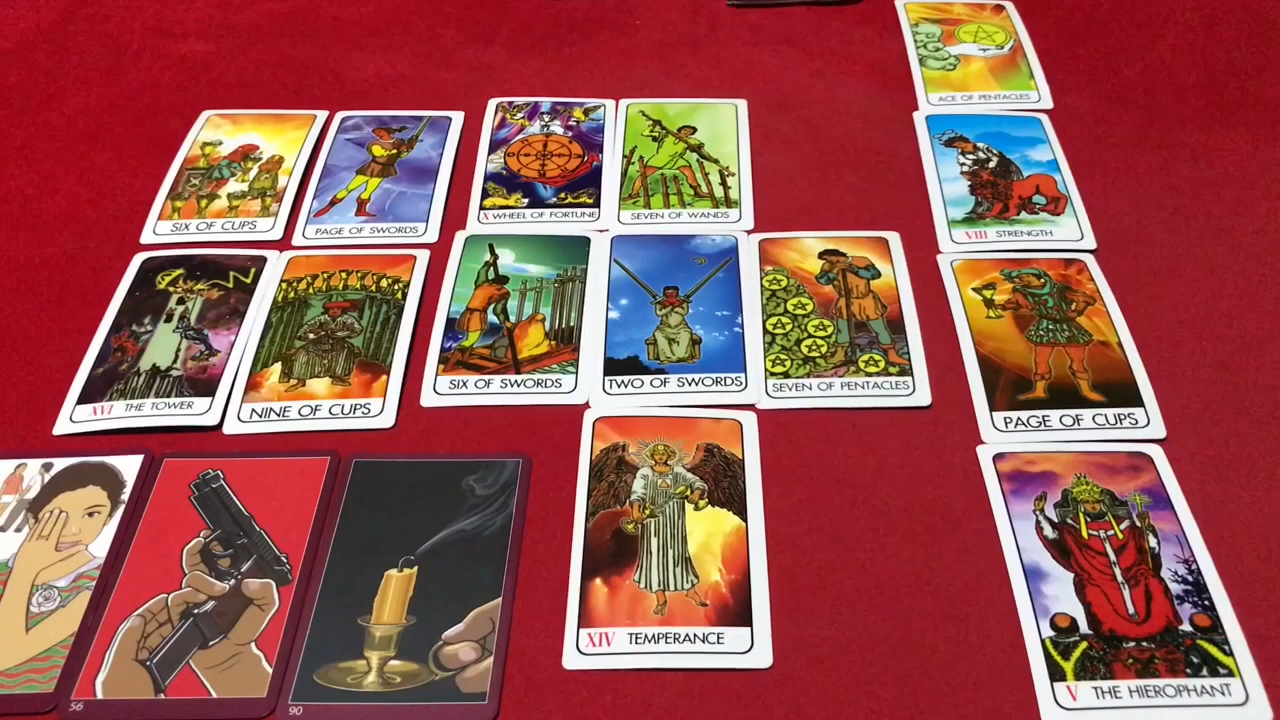 ACE OF PENTACLES
SIX OF CUPS
PAGE OF SWORDS
X WHEEL OF FORTUNE
SEVEN OF WANDS
VIII STRENGTH
XVI THE TOWER
NINE OF CUPS
SIX OF SWORDS
TWO OF SWORDS
SEVEN OF PENTACLES
PAGE OF CUPS
XIV TEMPERANCE
V THE HIEROPHANT
56
90